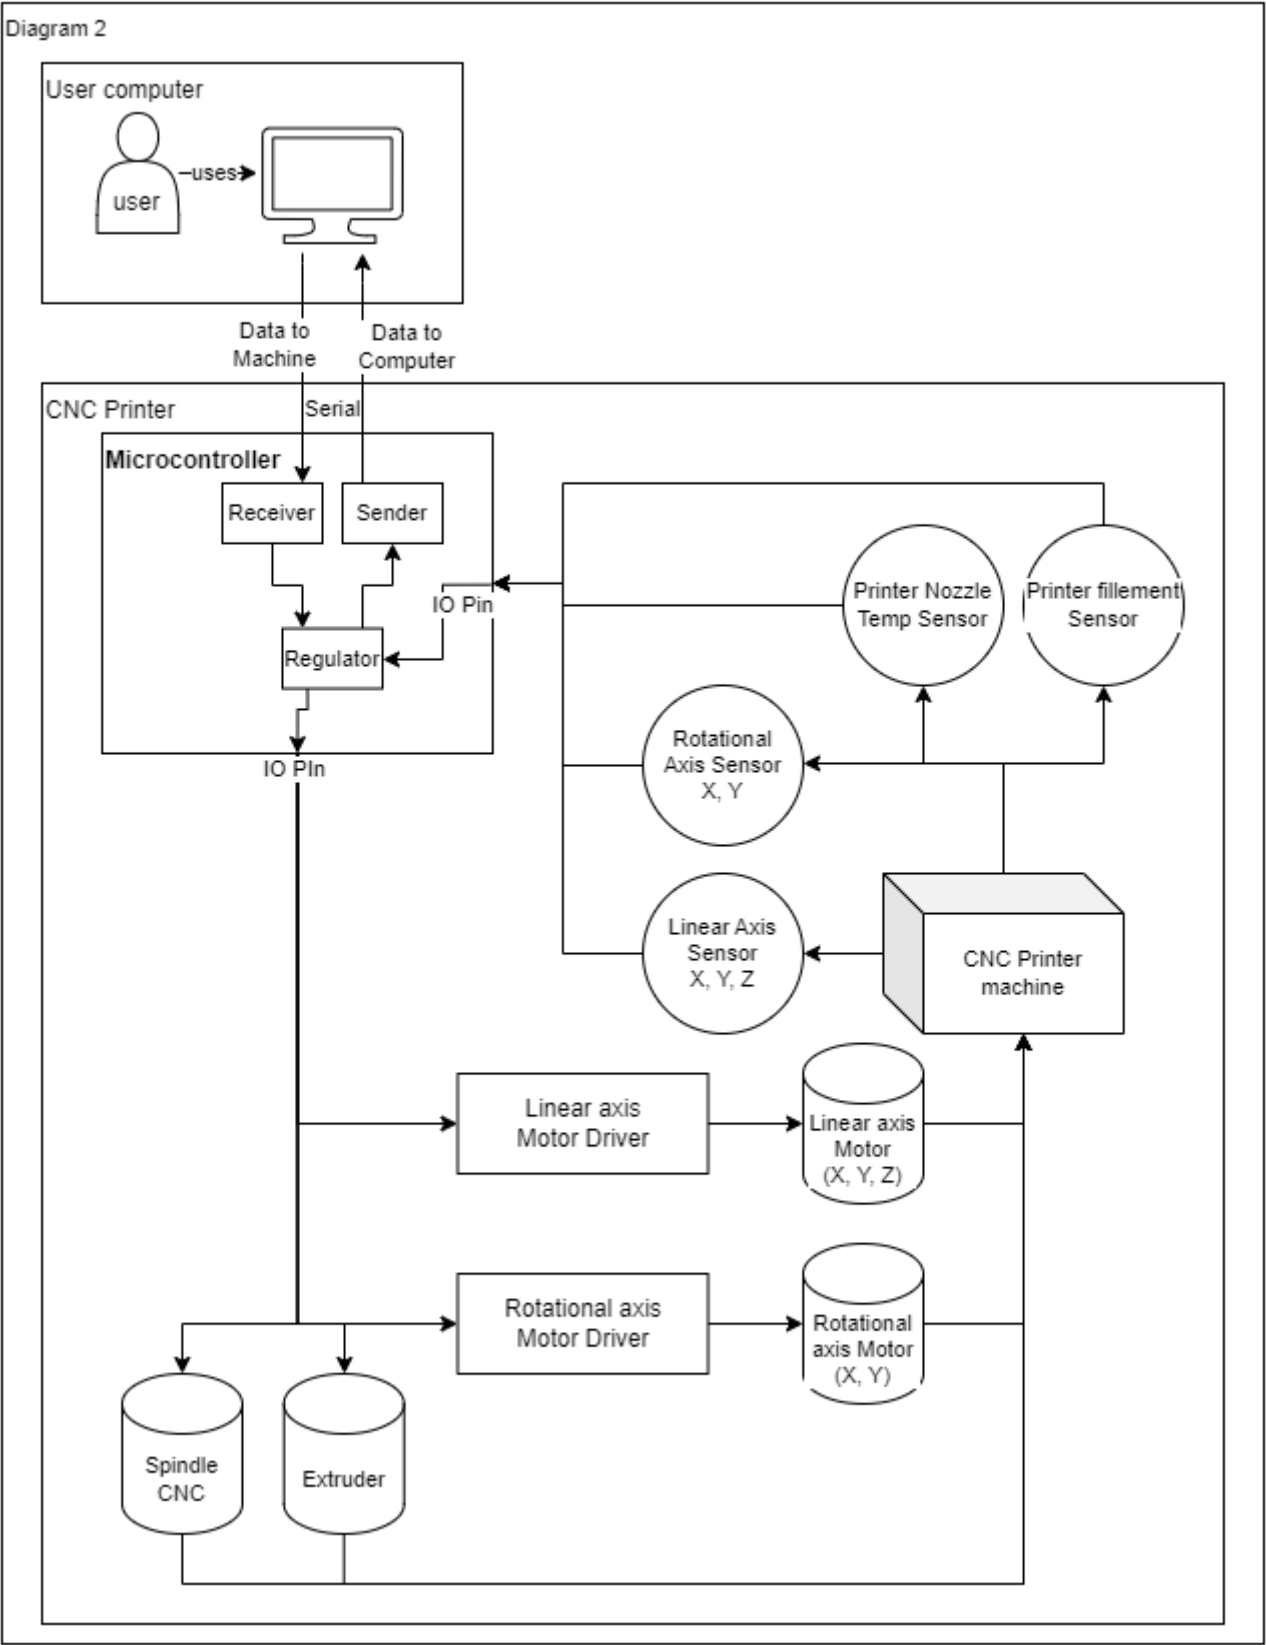 Diagram 2
User computer
user
uses
Data to
Machine
Data to
Computer
CNC Printer
Serial
Microcontroller
Receiver
Sender
IO Pin
Regulator
IO PIn
Printer Nozzle
Temp Sensor
Printer fillement
Sensor
Rotational
Axis Sensor
X, Y
Linear Axis
Sensor
X, Y, Z
CNC Printer
machine
Linear axis
Motor Driver
Linear axis
Motor
(X, Y, Z)
Rotational axis
Motor Driver
Rotational
axis Motor
(X, Y)
Spindle
CNC
Extruder